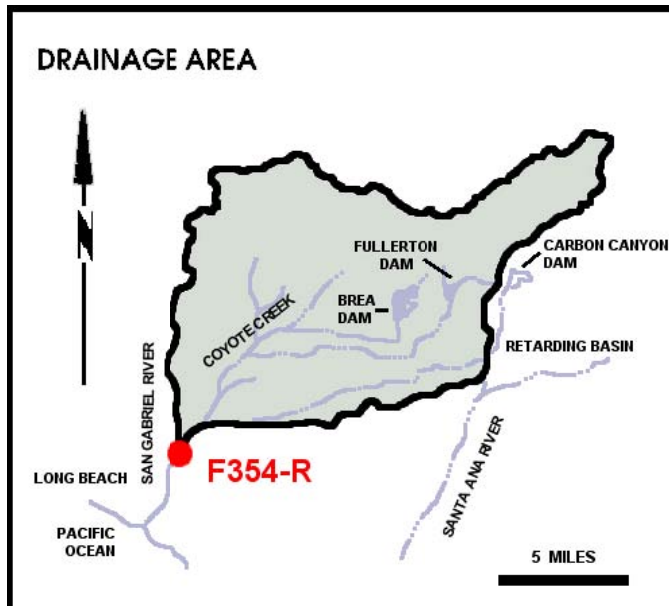 DRAINAGE AREA
N
FULLERTON
DAM
CARBON CANYON
DAM
BREA
DAM
COYOTE CREEK
RETARDING BASIN
SAN GABRIEL RIVER
SANTA ANA RIVER
F354-R
LONG BEACH
PACIFIC
OCEAN
5 MILES